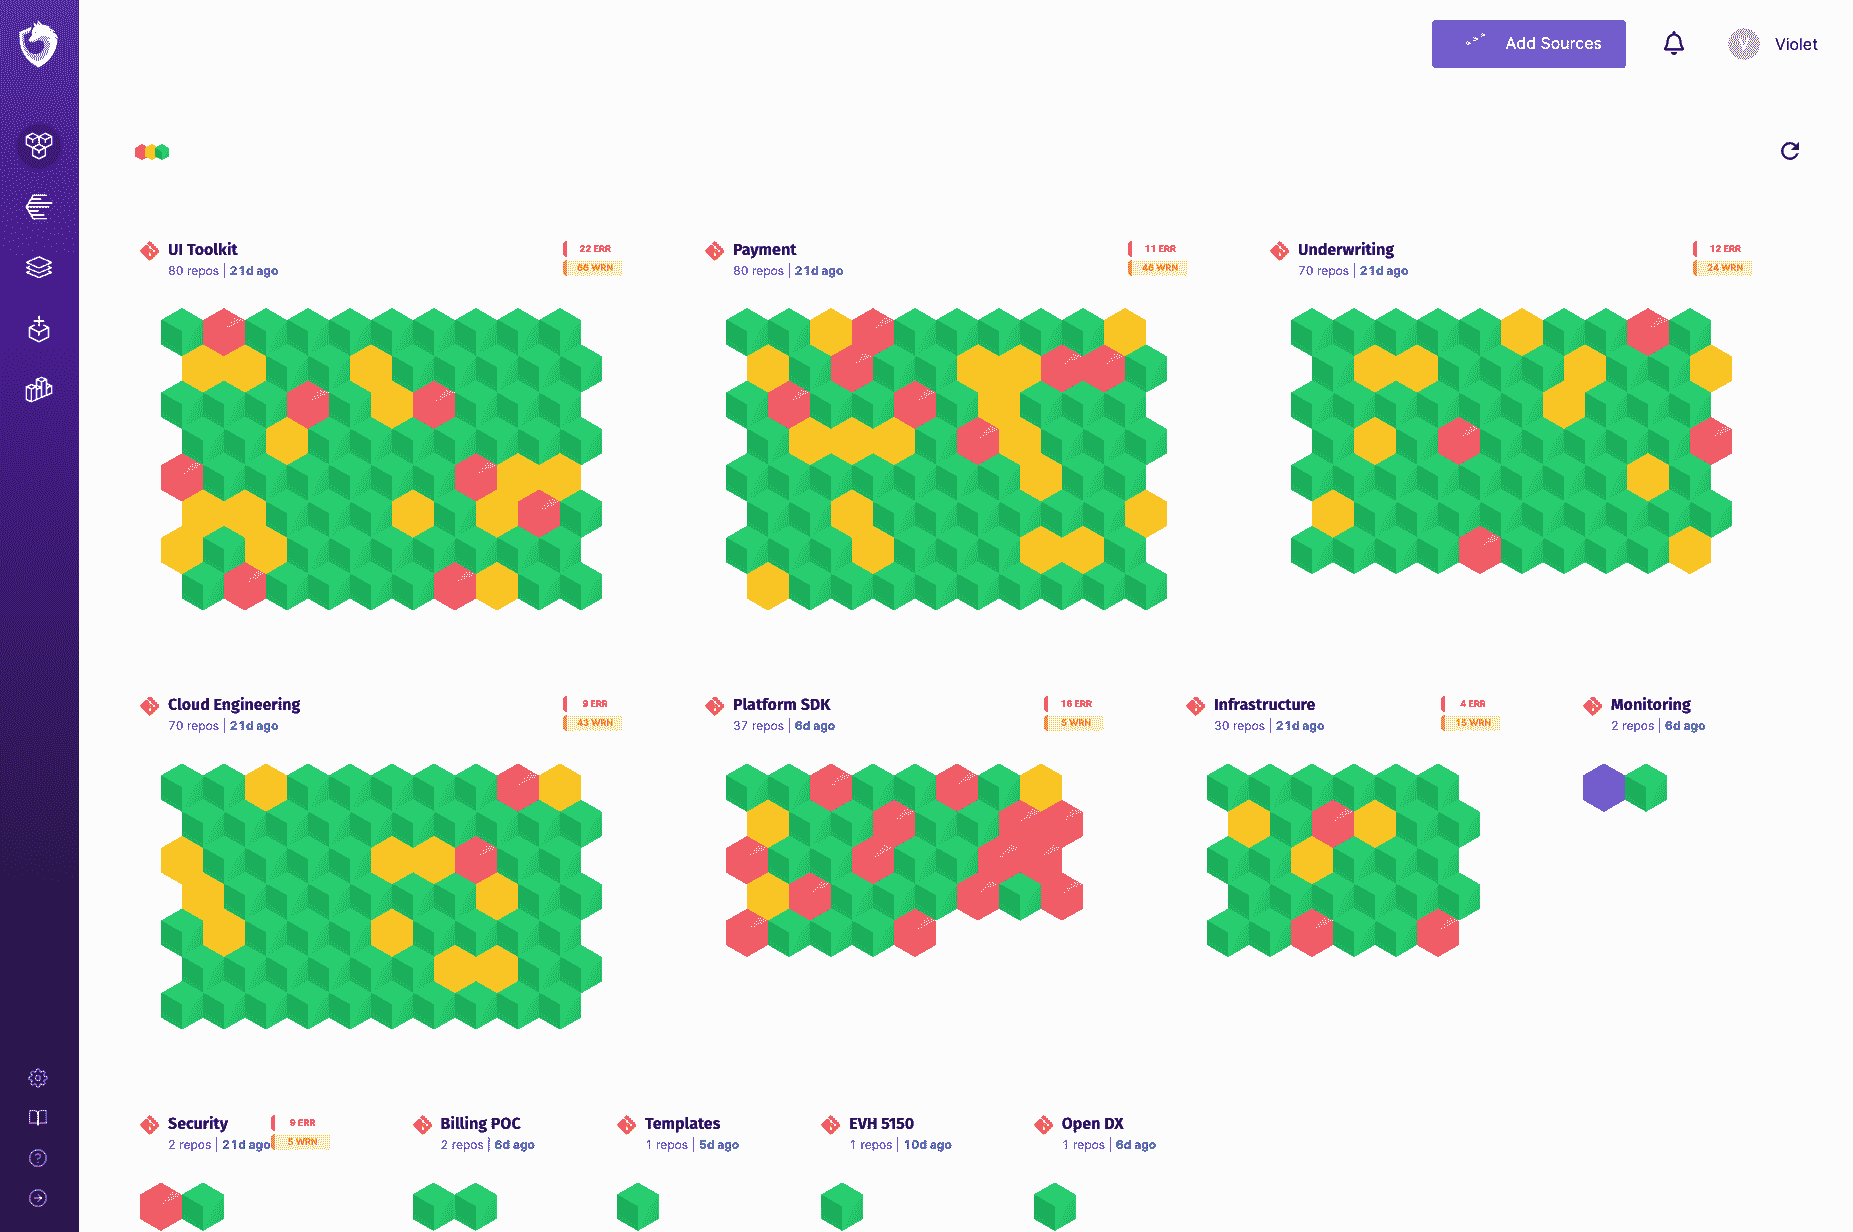 Add Sources
V Violet
UI Toolkit
80 repos | 21d ago
22 ERR
66 WRN
Payment
80 repos | 21d ago
11 ERR
46 WRN
Underwriting
70 repos | 21d ago
12 ERR
24 WRN
Cloud Engineering
70 repos | 21d ago
9 ERR
43 WRN
Platform SDK
37 repos | 6d ago
16 ERR
5 WRN
Infrastructure
30 repos | 21d ago
4 ERR
15 WRN
Monitoring
2 repos | 6d ago
Security
2 repos | 21d ago
9 ERR
5 WRN
Billing POC
2 repos | 6d ago
Templates
1 repos | 5d ago
EVH 5150
1 repos | 10d ago
Open DX
1 repos | 6d ago